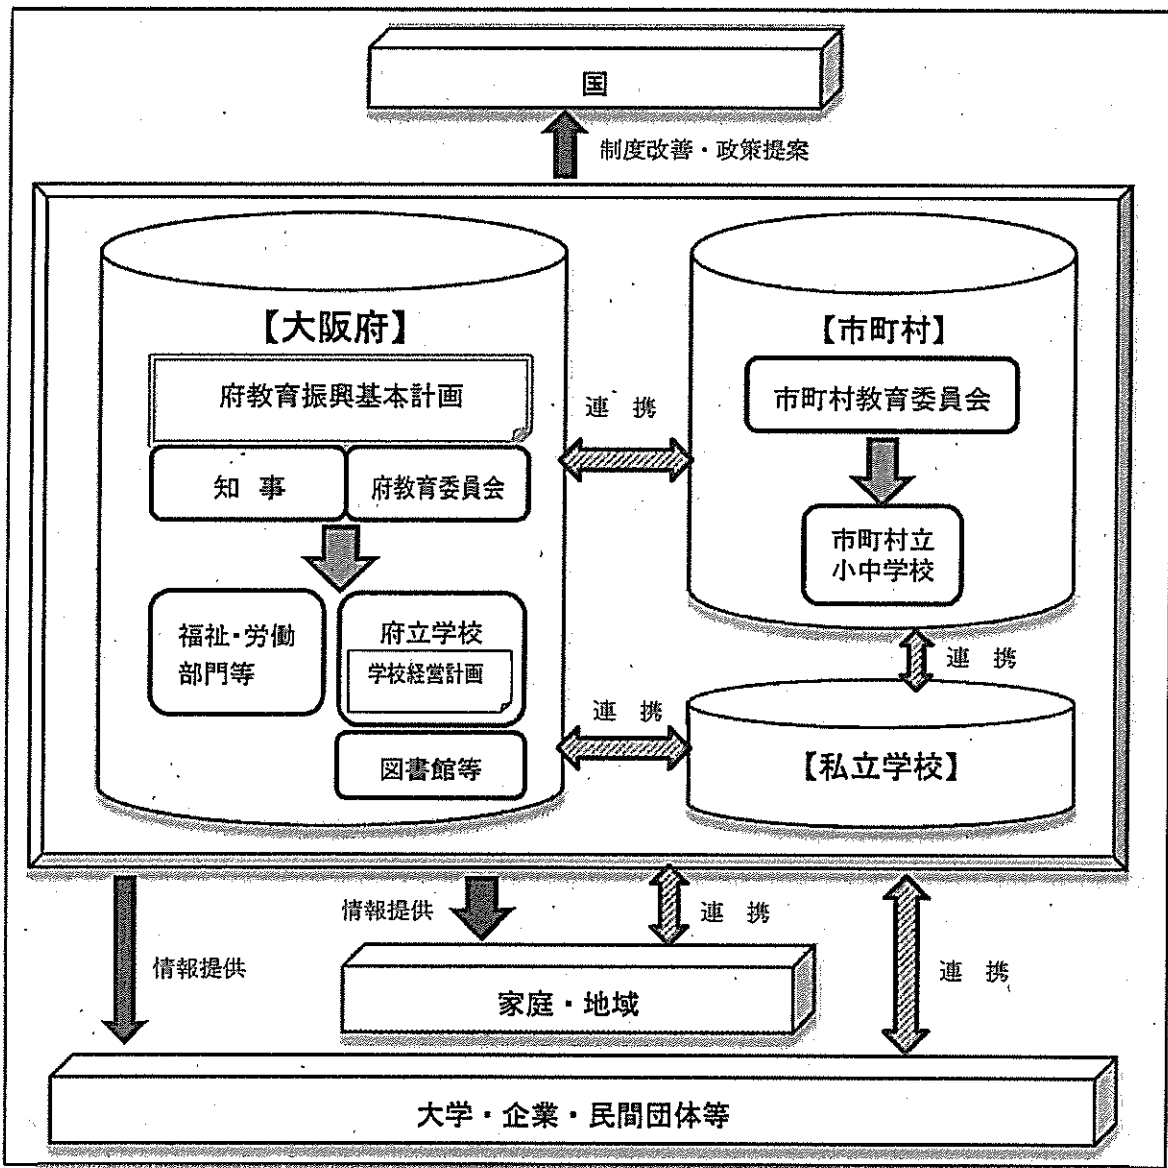 国
制度改善・政策提案
【大阪府】
府教育振興基本計画
知 事
府教育委員会
福祉・労働
部門等
府立学校
学校経営計画
図書館等
連 携
【市町村】
市町村教育委員会
市町村立
小中学校
連 携
連 携
【私立学校】
情報提供
情報提供
連 携
連 携
家庭・地域
大学・企業・民間団体等